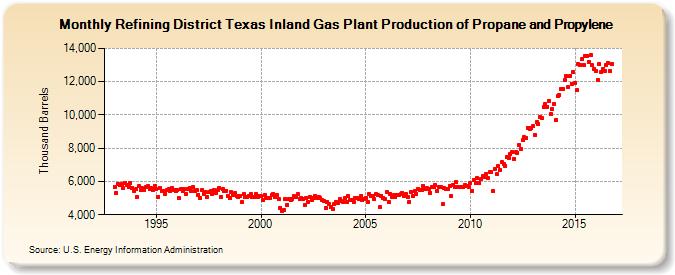 Monthly Refining District Texas Inland Gas Plant Production of Propane and Propylene
Thousand Barrels
14,000
12,000
10,000
8,000
6,000
4,000
1995 2000 2005 2010 2015
Source: U.S. Energy Information Administration